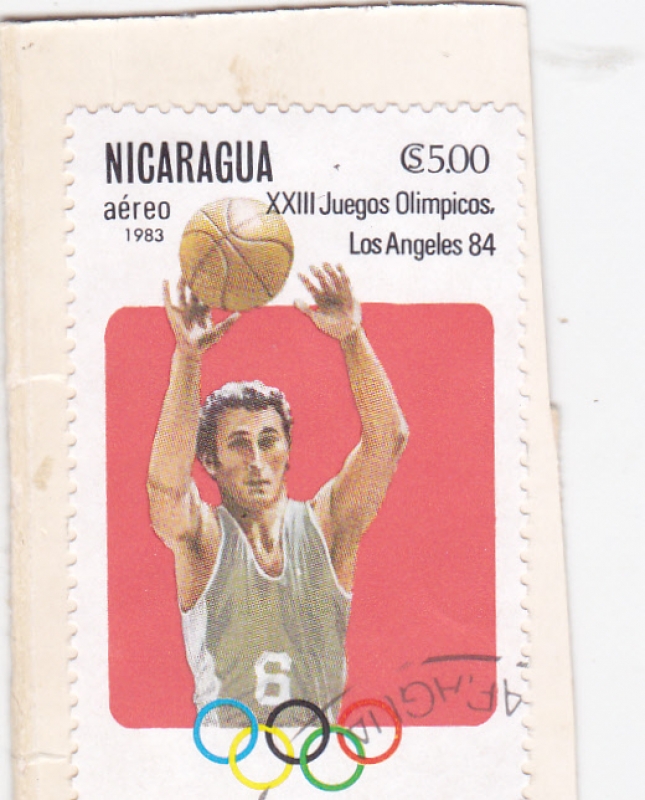 NICARAGUA
₡$5.00
aéreo
XXIII Juegos Olimpicos,
1983
Los Angeles 84
6